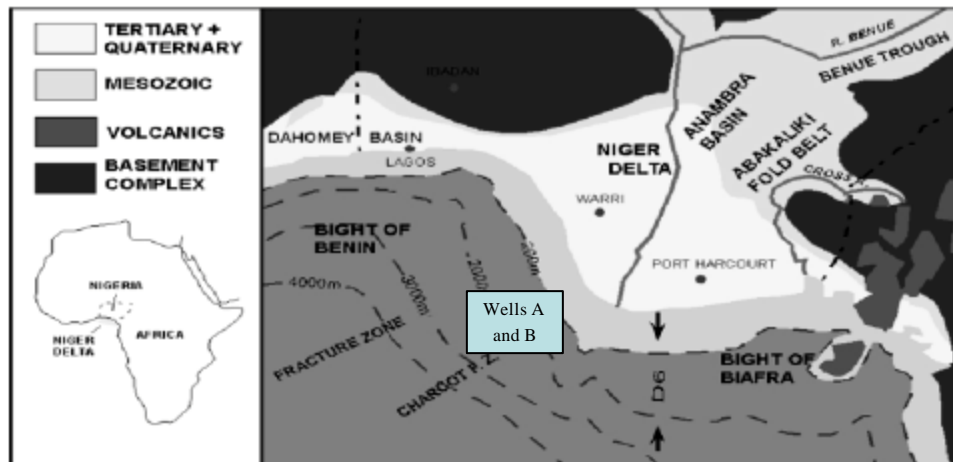 TERTIARY +
QUATERNARY
MESOZOIC
VOLCANICS
BASEMENT
COMPLEX
NIGERIA
AFRICA
NIGER
DELTA
IBADAN
DAHOMEY BASIN
LAGOS
BIGHT OF
BENIN
4000m
3000m
2000
200m
FRACTURE ZONE
CHARCOT F. Z.
Wells A
and B
NIGER
DELTA
WARRI
PORT HARCOURT
ANAMBRA
BASIN
ABAKALIKI
FOLD BELT
R. BENUE
BENUE TROUGH
CROSS R.
D6
BIGHT OF
BIAFRA